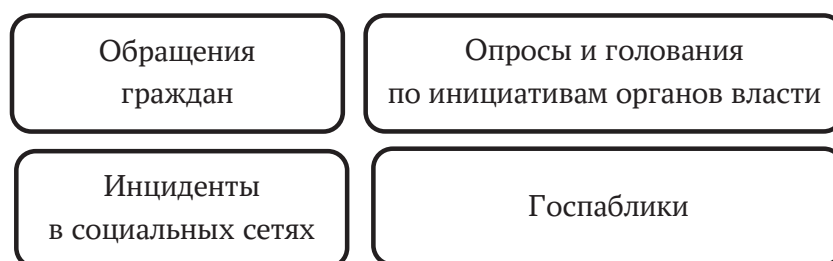 Обращения
граждан
Опросы и голования
по инициативам органов власти
Инциденты
в социальных сетях
Госпаблики